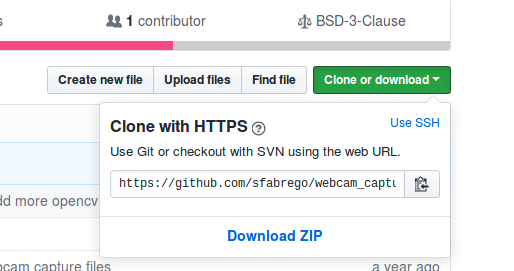 1 contributor
BSD-3-Clause
Create new file
Upload files
Find file
Clone or download
Clone with HTTPS ?
Use SSH
Use Git or checkout with SVN using the web URL.
https://github.com/sfabrego/webcam_captu
dd more opencv
Download ZIP
bcam capture files
a year ago